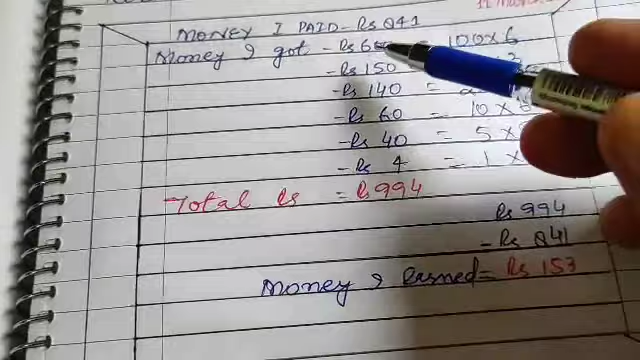 MONEY I PAID - Rs 841
Money I got - Rs 600 = 100 x 6
- Rs 150
- Rs 140 =
- Rs 60 = 10 x 6
- Rs 40 = 5 x
- Rs 4 = 1 x
Total Rs = Rs 994
Rs 994
- Rs 841
Money I Earned = Rs 153